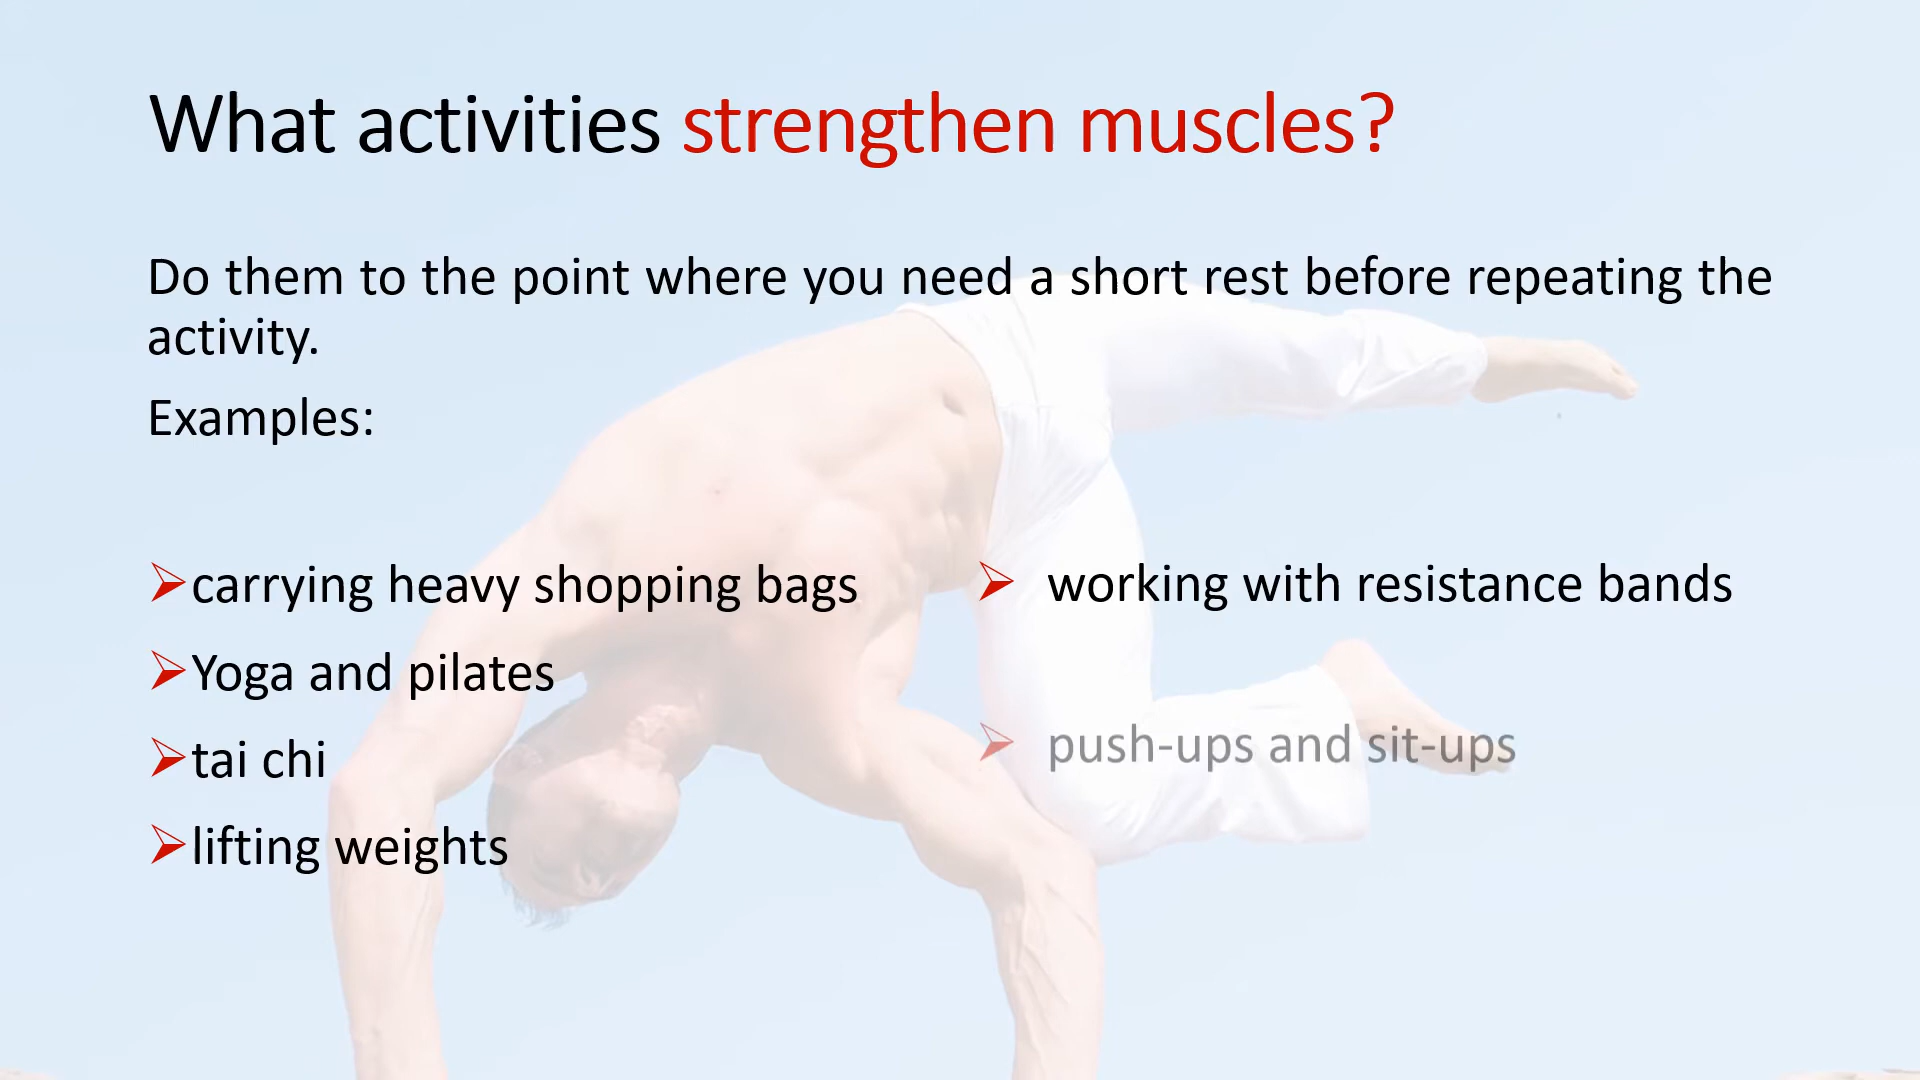 What activities strengthen muscles?
Do them to the point where you need a short rest before repeating the
activity.
Examples:
carrying heavy shopping bags
Yoga and pilates
tai chi
lifting weights
working with resistance bands
push-ups and sit-ups